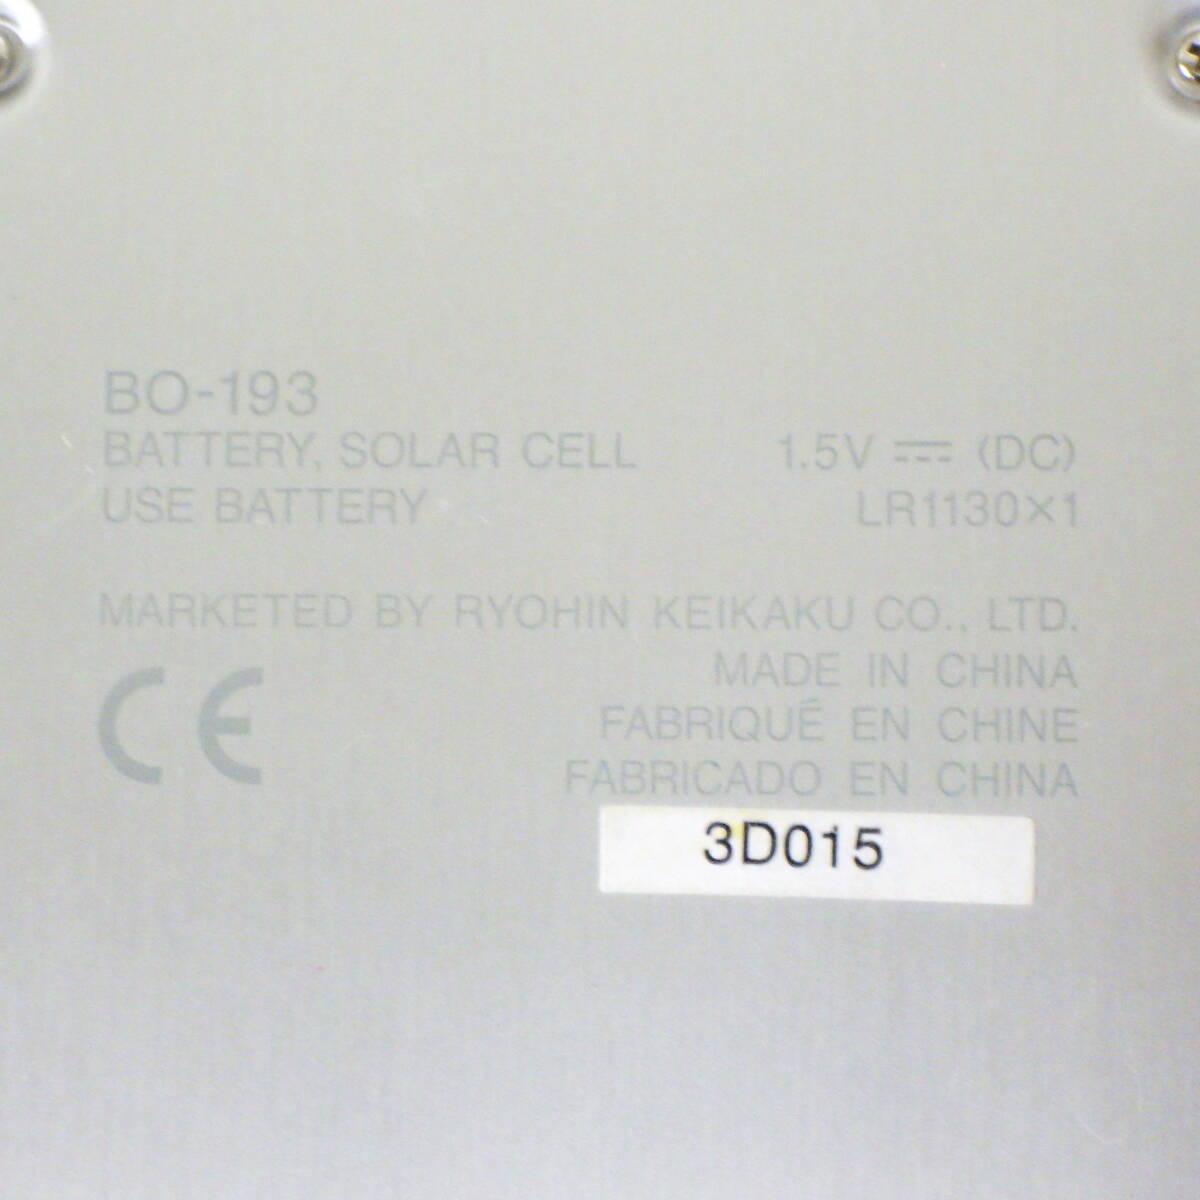 BO-193
BATTERY, SOLAR CELL 1.5V ⎓ (DC)
USE BATTERY LR1130×1
MARKETED BY RYOHIN KEIKAKU CO., LTD.
MADE IN CHINA
CE
FABRIQUÉ EN CHINE
FABRICADO EN CHINA
3D015